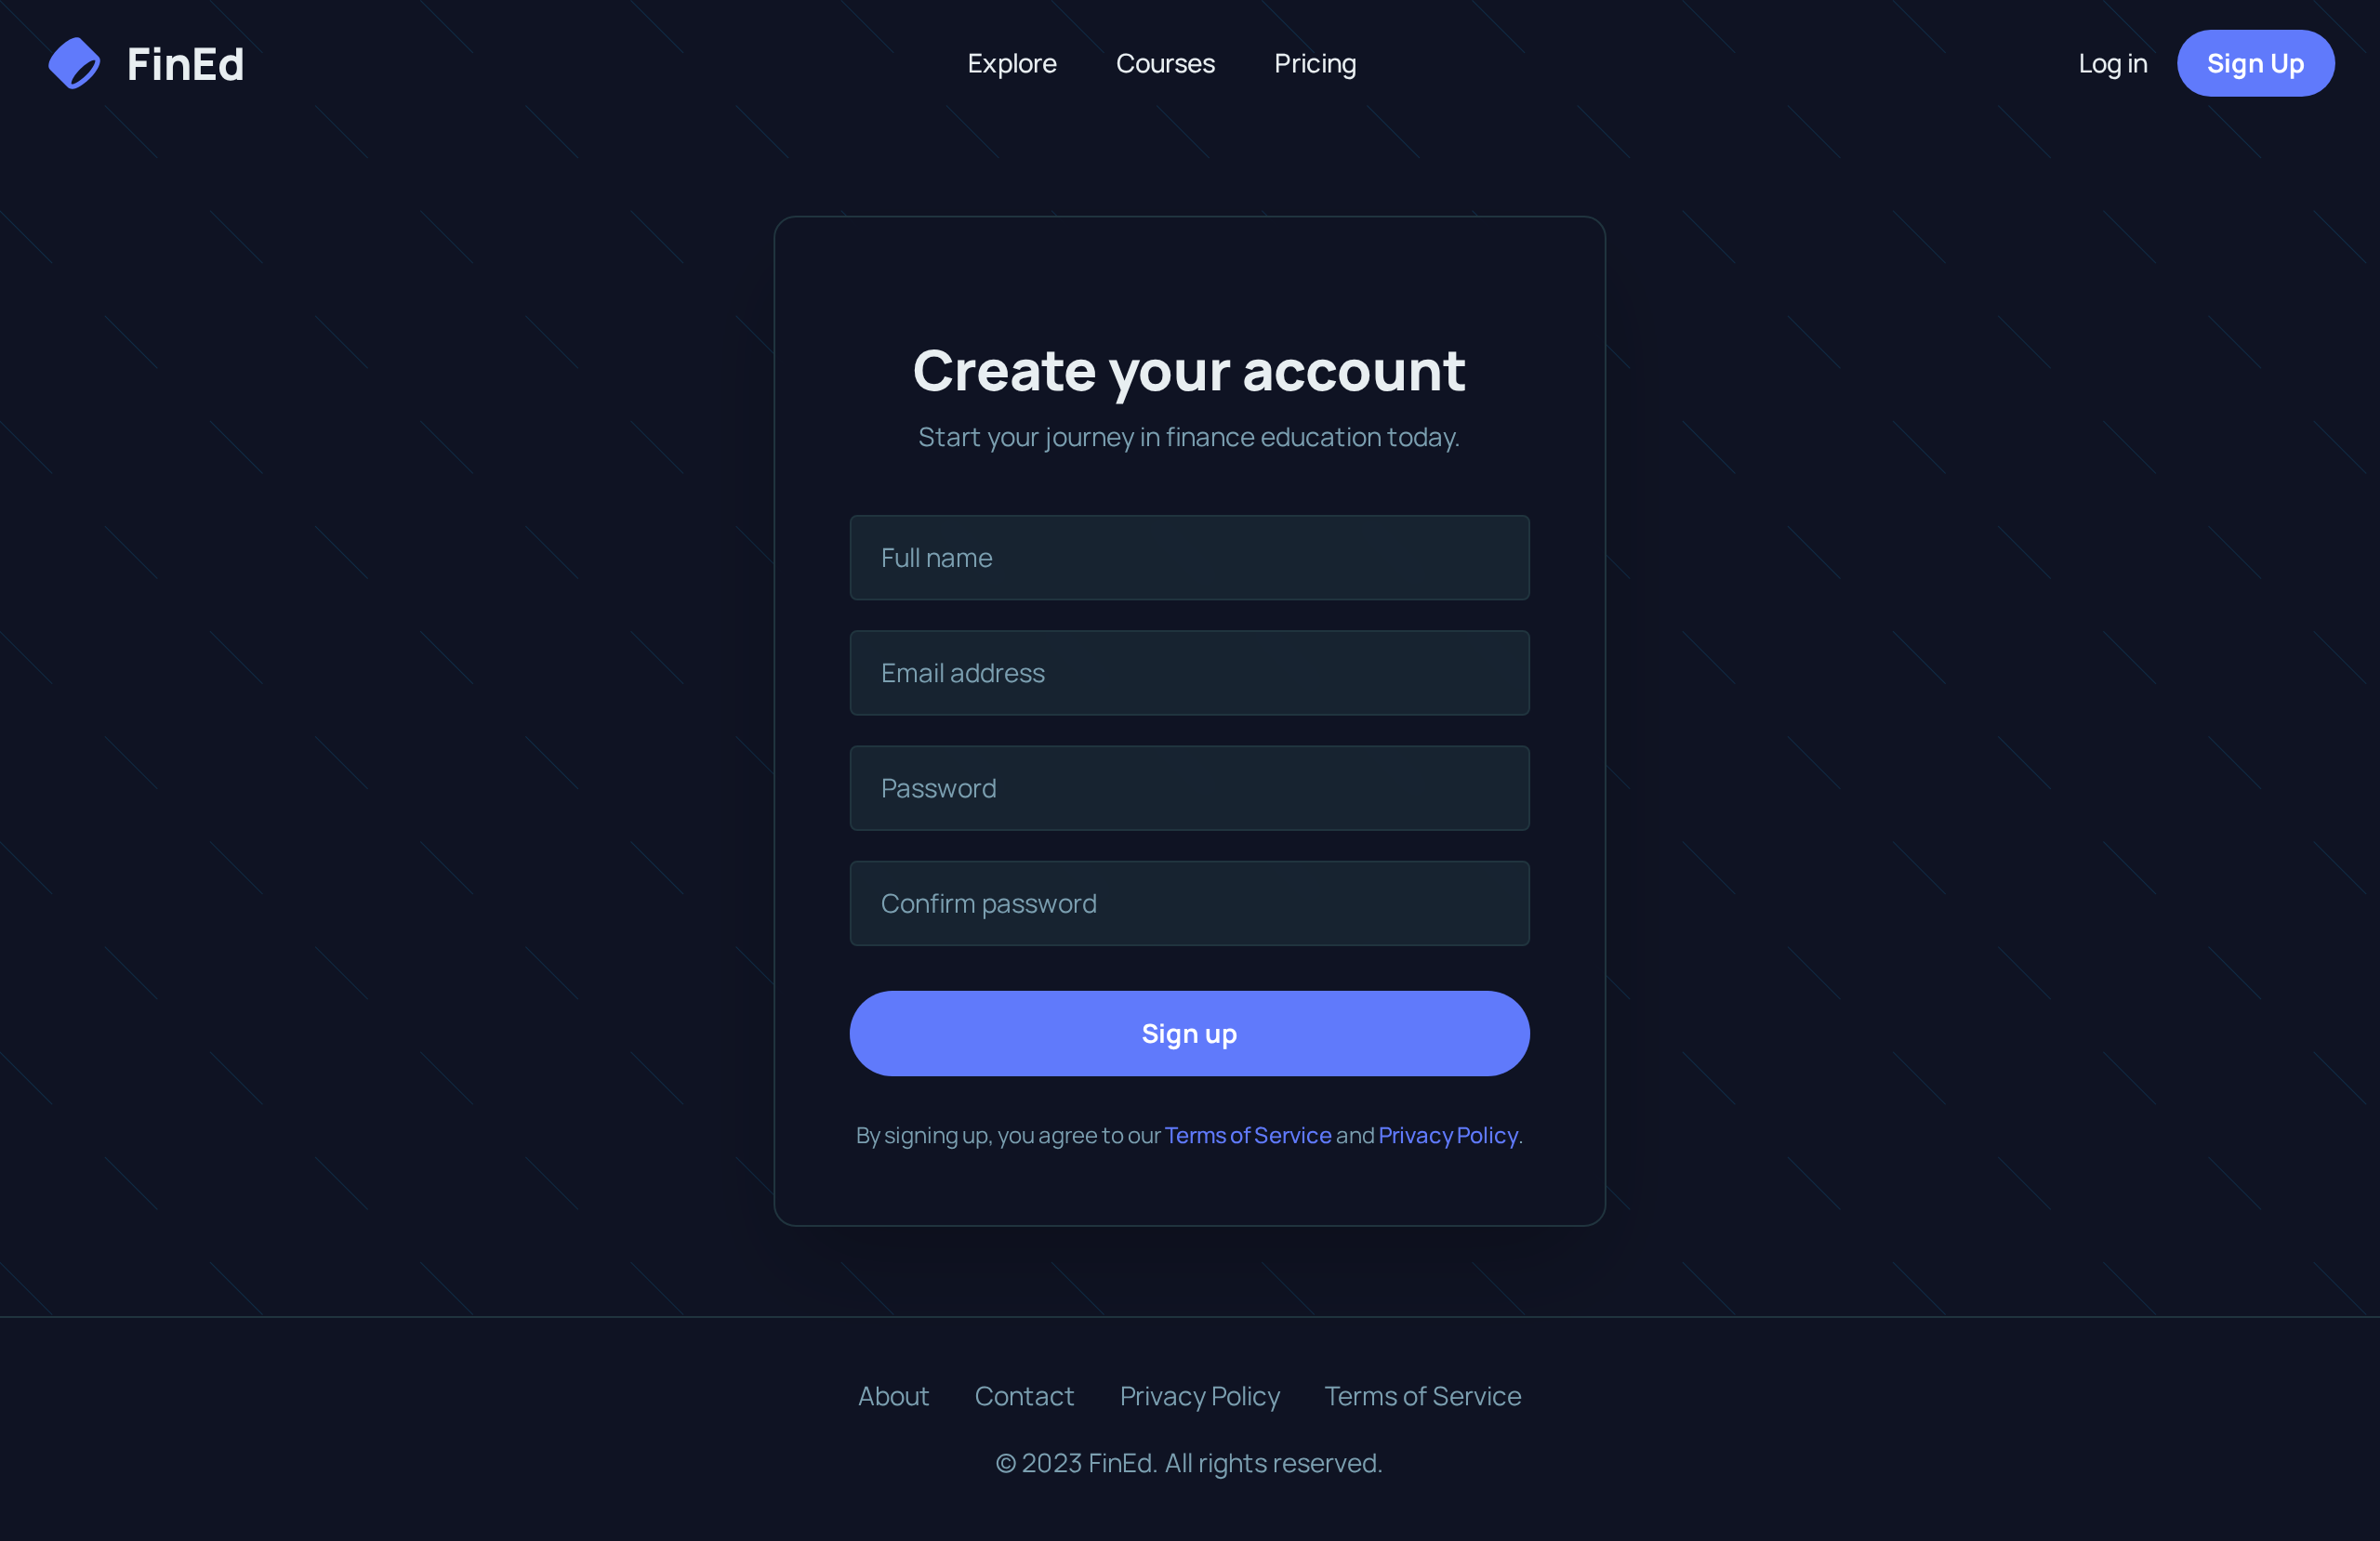 FinEd
Explore Courses Pricing
Log in Sign Up
Create your account
Start your journey in finance education today.
Full name
Email address
Password
Confirm password
Sign up
By signing up, you agree to our Terms of Service and Privacy Policy.
About Contact Privacy Policy Terms of Service
© 2023 FinEd. All rights reserved.